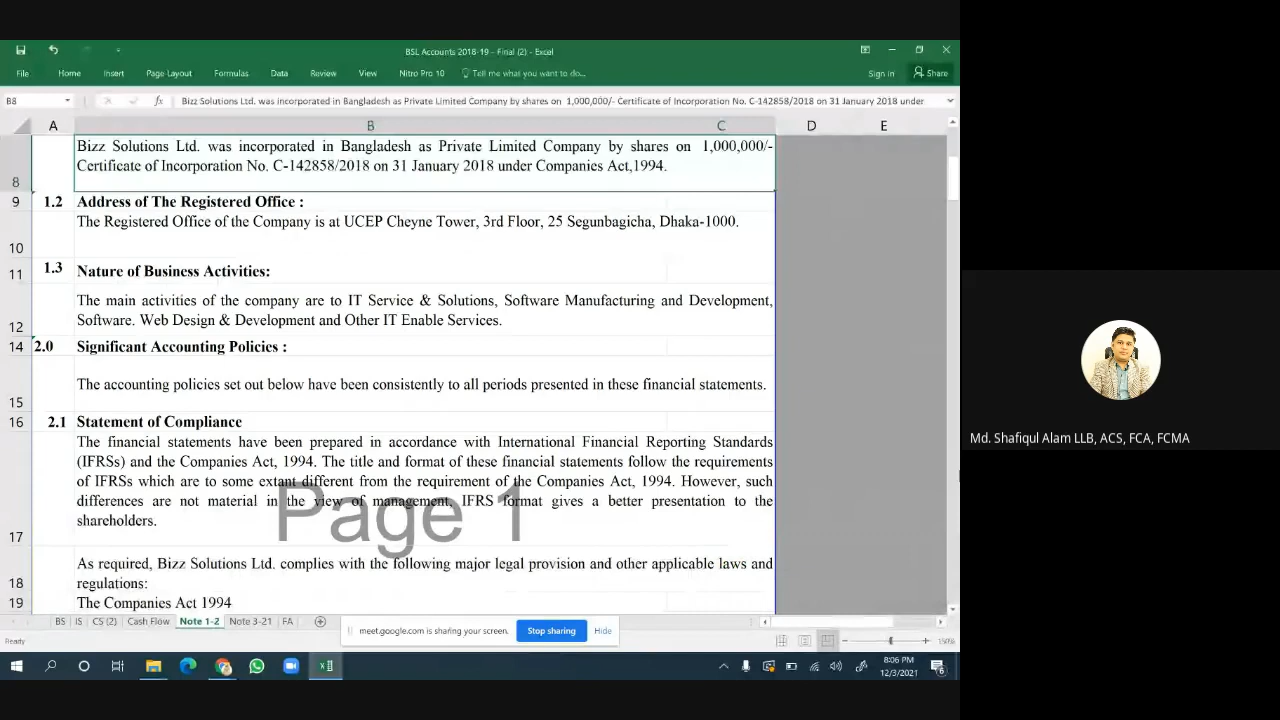 BSL Accounts 2018-19 - Final (2) - Excel
File Home Insert Page Layout Formulas Data Review View Nitro Pro 10 Tell me what you want to do... Sign in Share
B8 fx Bizz Solutions Ltd. was incorporated in Bangladesh as Private Limited Company by shares on 1,000,000/- Certificate of Incorporation No. C-142858/2018 on 31 January 2018 under
A B C D E
Bizz Solutions Ltd. was incorporated in Bangladesh as Private Limited Company by shares on 1,000,000/-
Certificate of Incorporation No. C-142858/2018 on 31 January 2018 under Companies Act,1994.
8
9 1.2 Address of The Registered Office :
The Registered Office of the Company is at UCEP Cheyne Tower, 3rd Floor, 25 Segunbagicha, Dhaka-1000.
10
11 1.3 Nature of Business Activities:
The main activities of the company are to IT Service & Solutions, Software Manufacturing and Development,
12 Software. Web Design & Development and Other IT Enable Services.
14 2.0 Significant Accounting Policies :
The accounting policies set out below have been consistently to all periods presented in these financial statements.
15
16 2.1 Statement of Compliance
The financial statements have been prepared in accordance with International Financial Reporting Standards
(IFRSs) and the Companies Act, 1994. The title and format of these financial statements follow the requirements
of IFRSs which are to some extant different from the requirement of the Companies Act, 1994. However, such
differences are not material in the view of management. IFRS format gives a better presentation to the
shareholders.
Page 1
17
As required, Bizz Solutions Ltd. complies with the following major legal provision and other applicable laws and
18 regulations:
19 The Companies Act 1994
BS IS CS (2) Cash Flow Note 1-2 Note 3-21 FA
meet.google.com is sharing your screen. Stop sharing Hide
Ready 150%
8:06 PM
12/3/2021
6
Md. Shafiqul Alam LLB, ACS, FCA, FCMA